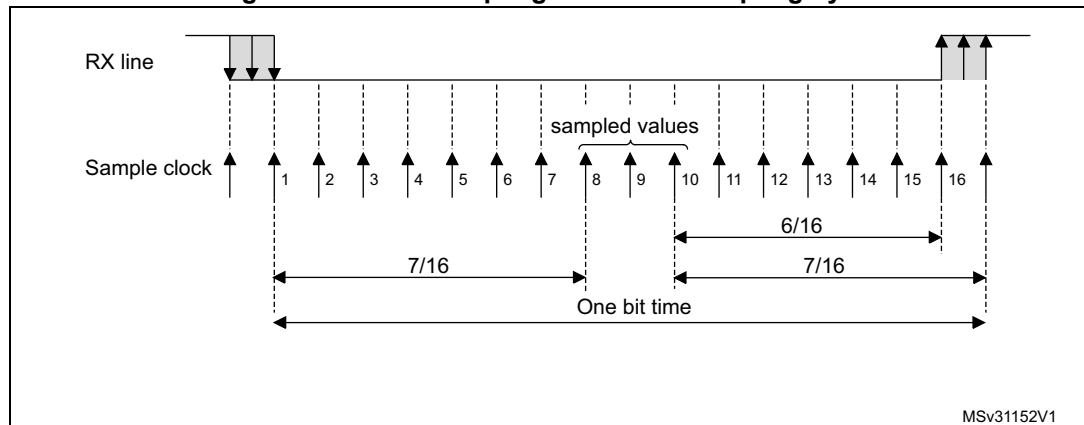 RX line
sampled values
Sample clock
1 2 3 4 5 6 7 8 9 10 11 12 13 14 15 16
6/16
7/16 7/16
One bit time
MSv31152V1